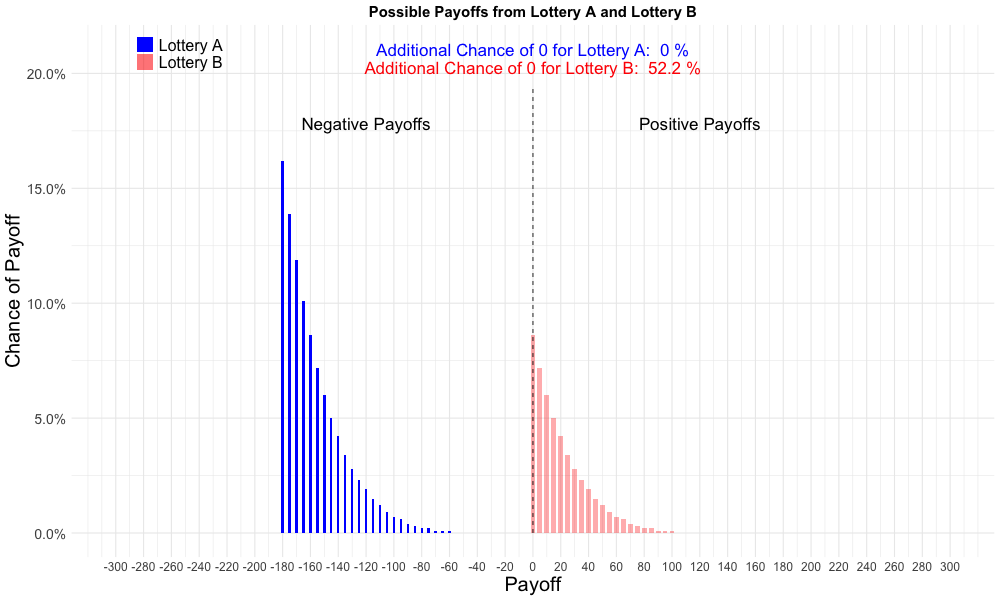 Possible Payoffs from Lottery A and Lottery B
Lottery A
Lottery B
Additional Chance of 0 for Lottery A:  0 %
Additional Chance of 0 for Lottery B:  52.2 %
Negative Payoffs
Positive Payoffs
Chance of Payoff
20.0%
15.0%
10.0%
5.0%
0.0%
-300 -280 -260 -240 -220 -200 -180 -160 -140 -120 -100 -80 -60 -40 -20 0 20 40 60 80 100 120 140 160 180 200 220 240 260 280 300
Payoff